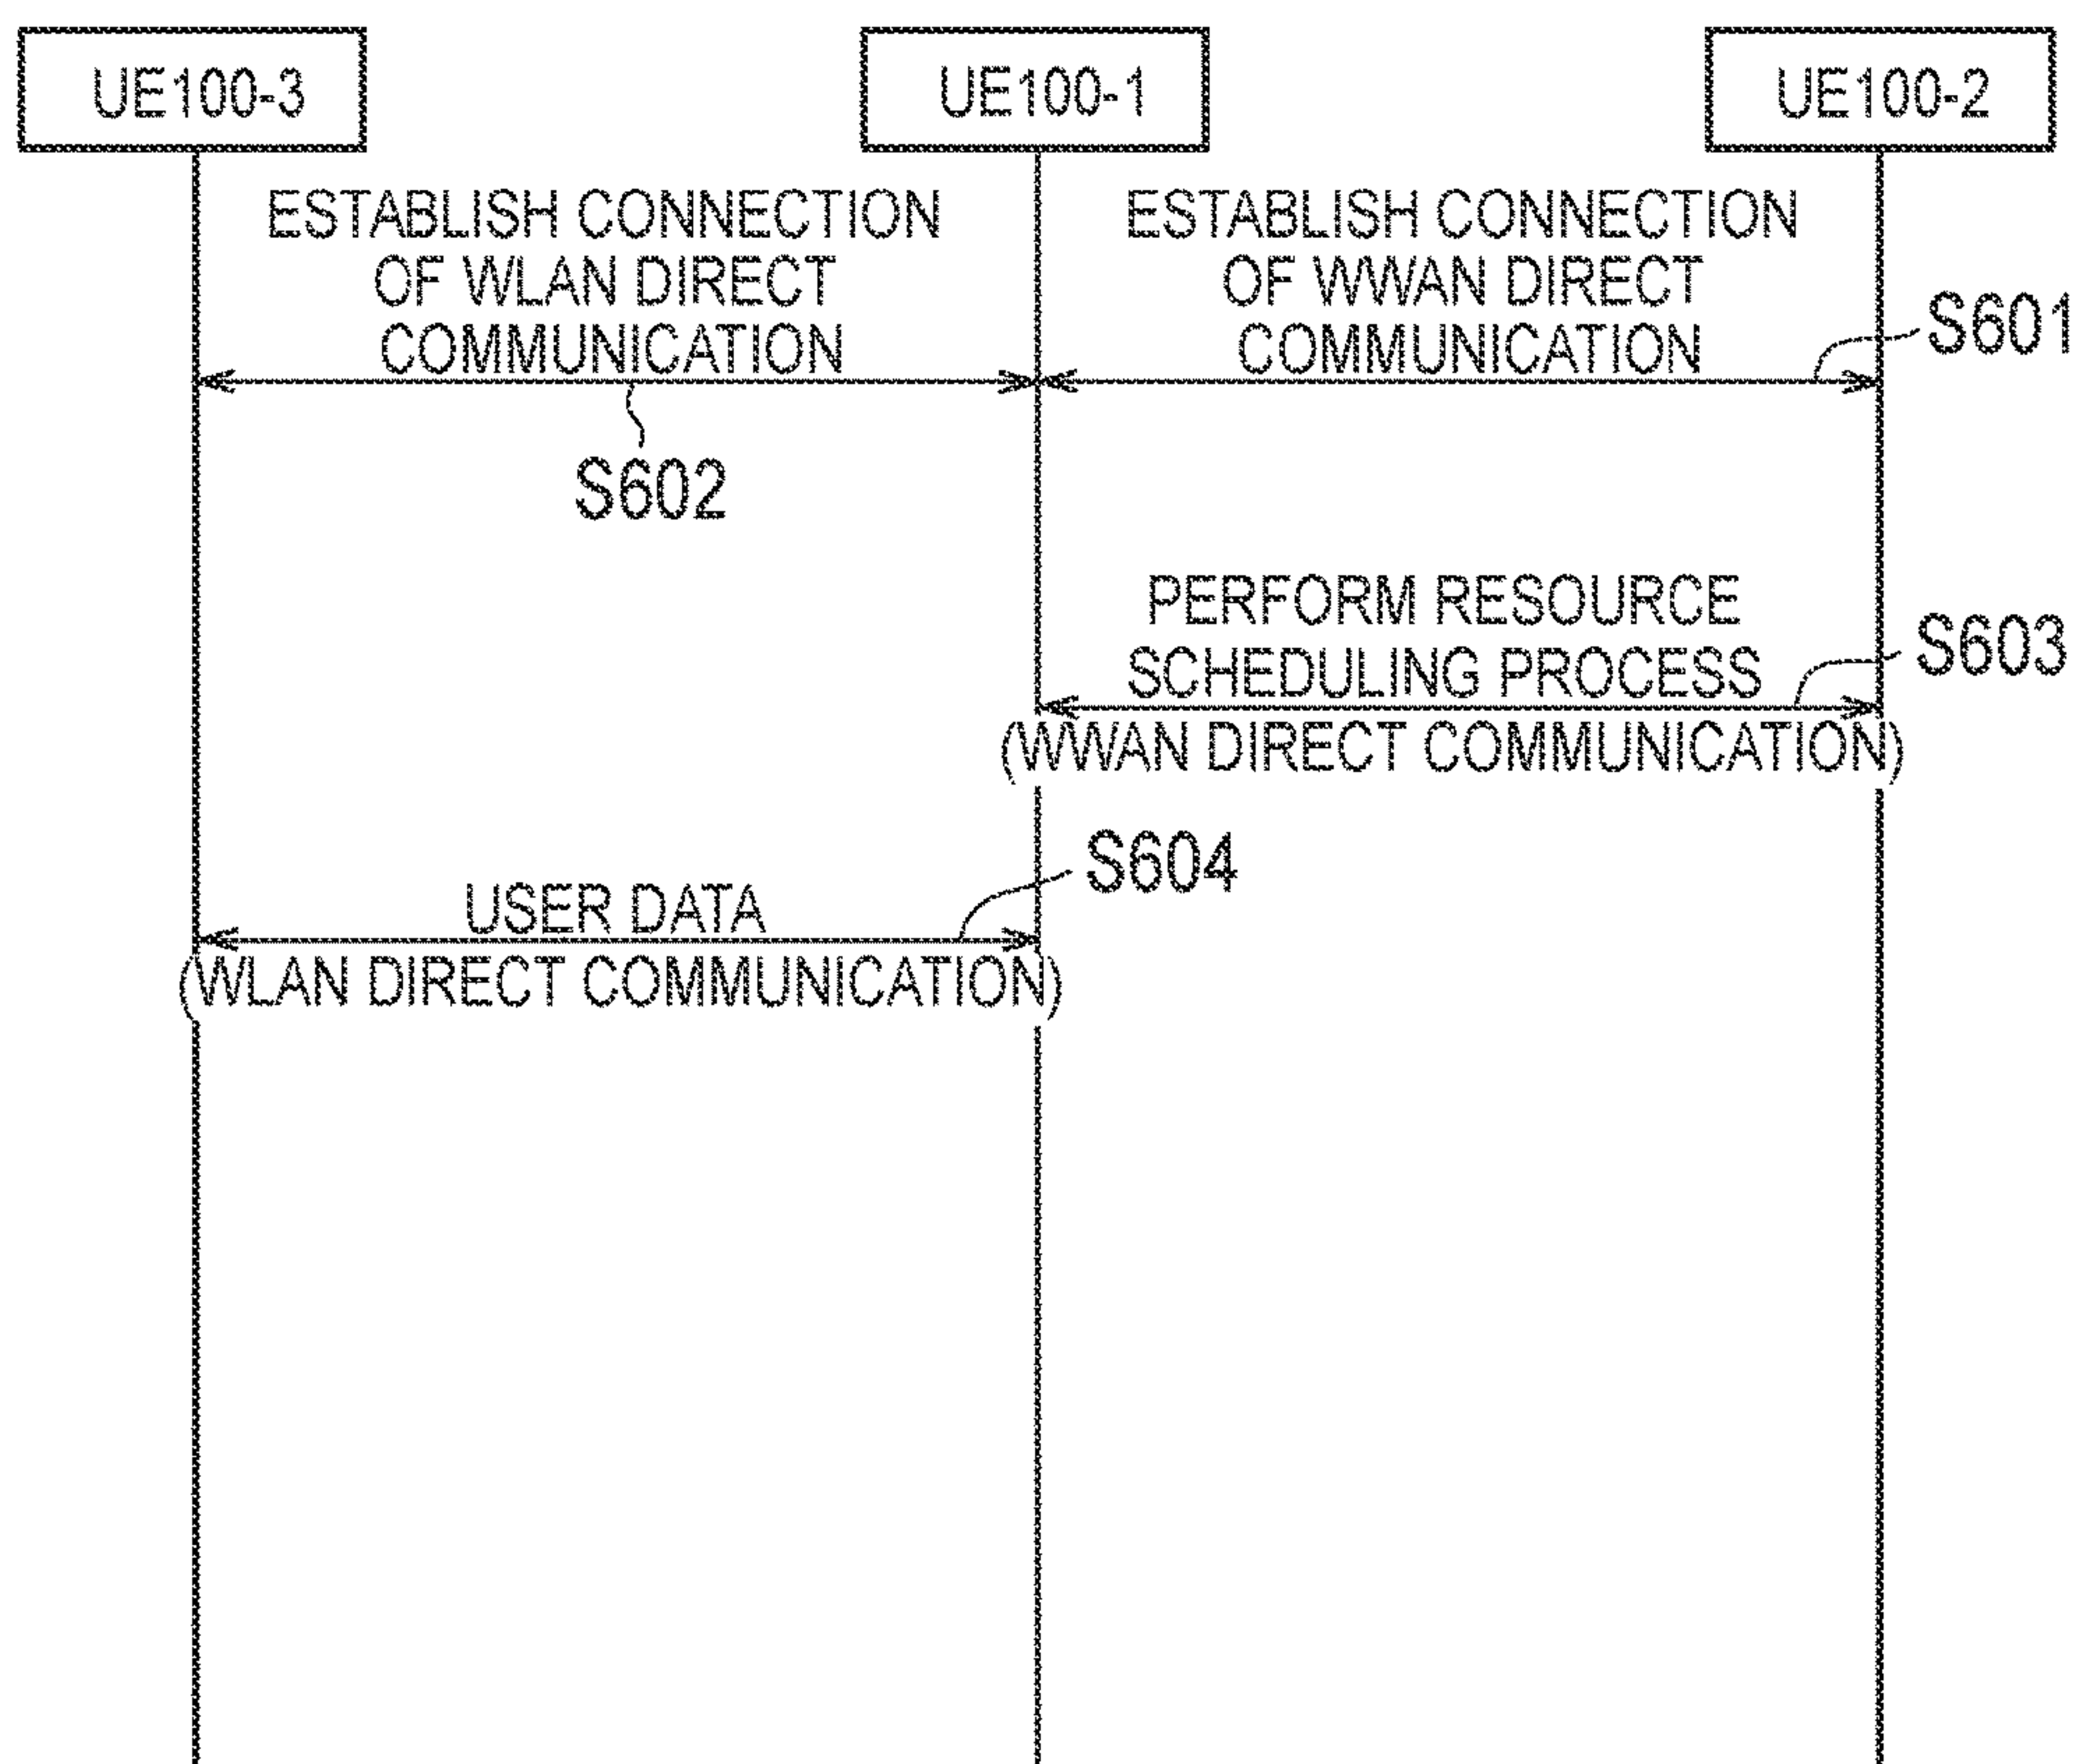 UE100-3
UE100-1
UE100-2
ESTABLISH CONNECTION
OF WLAN DIRECT
COMMUNICATION
S602
ESTABLISH CONNECTION
OF WWAN DIRECT
COMMUNICATION
S601
PERFORM RESOURCE
SCHEDULING PROCESS
(WWAN DIRECT COMMUNICATION)
S603
USER DATA
(WLAN DIRECT COMMUNICATION)
S604